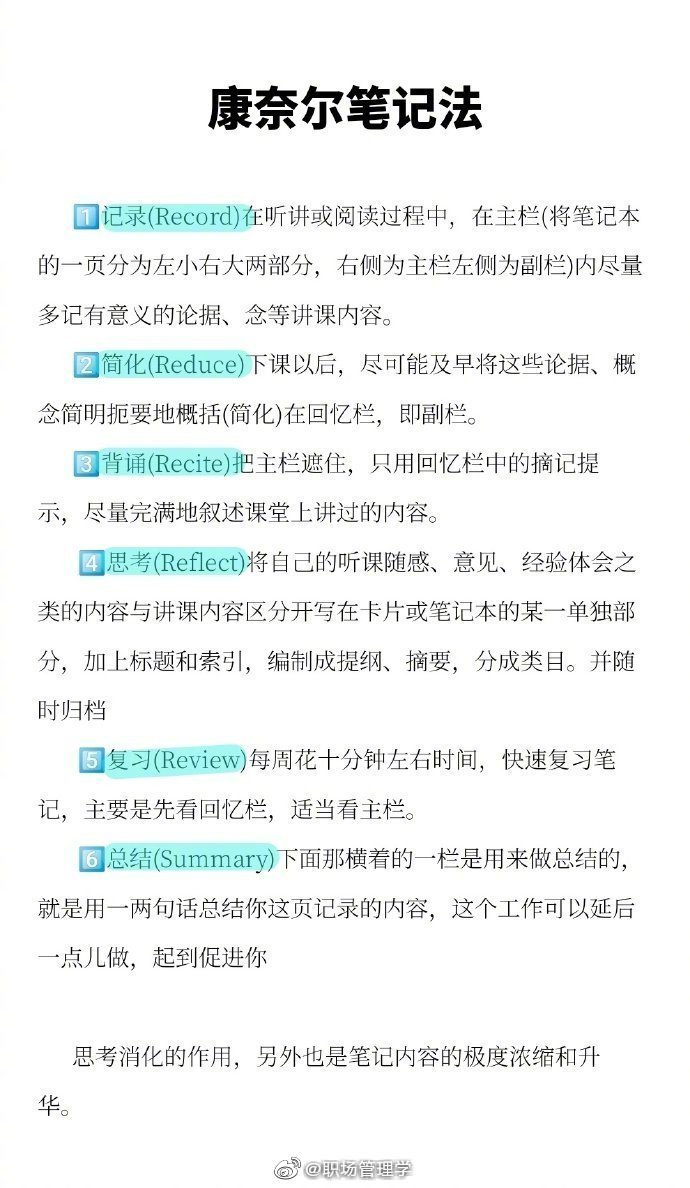 康奈尔笔记法
1记录(Record)在听讲或阅读过程中，在主栏(将笔记本
的一页分为左小右大两部分，右侧为主栏左侧为副栏)内尽量
多记有意义的论据、念等讲课内容。
2简化(Reduce)下课以后，尽可能及早将这些论据、概
念简明扼要地概括(简化)在回忆栏，即副栏。
3背诵(Recite)把主栏遮住，只用回忆栏中的摘记提
示，尽量完满地叙述课堂上讲过的内容。
4思考(Reflect)将自己的听课随感、意见、经验体会之
类的内容与讲课内容区分开写在卡片或笔记本的某一单独部
分，加上标题和索引，编制成提纲、摘要，分成类目。并随
时归档
5复习(Review)每周花十分钟左右时间，快速复习笔
记，主要是先看回忆栏，适当看主栏。
6总结(Summary)下面那横着的一栏是用来做总结的，
就是用一两句话总结你这页记录的内容，这个工作可以延后
一点儿做，起到促进你
思考消化的作用，另外也是笔记内容的极度浓缩和升
华。
@职场管理学